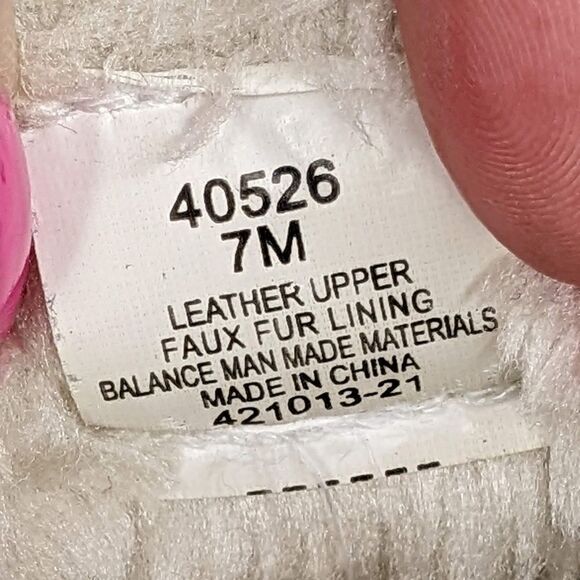 40526
7M
LEATHER UPPER
FAUX FUR LINING
BALANCE MAN MADE MATERIALS
MADE IN CHINA
421013-21